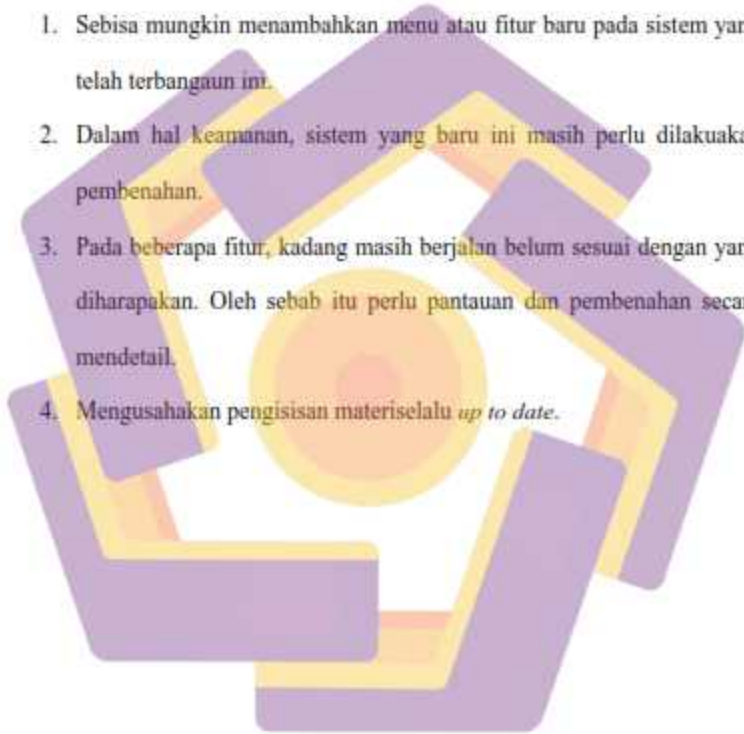 1. Sebisa mungkin menambahkan menu atau fitur baru pada sistem yan
telah terbangaun ini.
2. Dalam hal keamanan, sistem yang baru ini masih perlu dilakuaka
pembenahan.
3. Pada beberapa fitur, kadang masih berjalan belum sesuai dengan yan
diharapakan. Oleh sebab itu perlu pantauan dan pembenahan secar
mendetail.
4. Mengusahakan pengisisan materiselalu up to date.